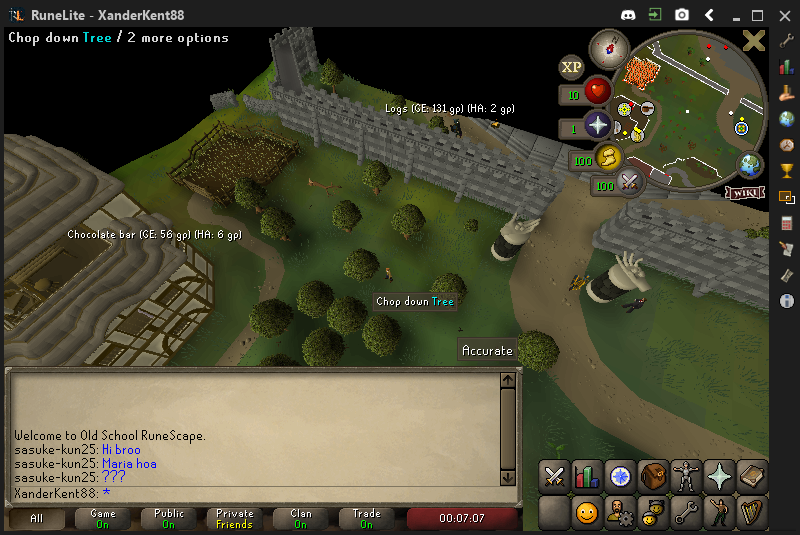 RuneLite - XanderKent88
Chop down Tree / 2 more options
XP
10
1
100
100
WIKI
Logs (GE: 131 gp) (HA: 2 gp)
Chocolate bar (GE: 56 gp) (HA: 6 gp)
Chop down Tree
Accurate
Welcome to Old School RuneScape.
sasuke-kun25: Hi broo
sasuke-kun25: Maria hoa
sasuke-kun25: ???
XanderKent88: *
All
Game
On
Public
On
Private
Friends
Clan
On
Trade
On
00:07:07